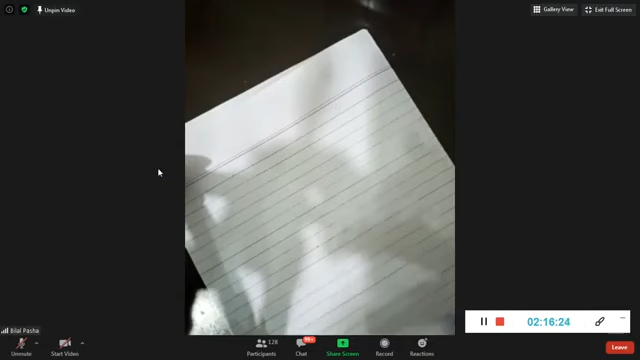 Unpin Video
Gallery View
Exit Full Screen
Bilal Pasha
02:16:24
Unmute
Start Video
128
Participants
99+
Chat
Share Screen
Record
Reactions
Leave